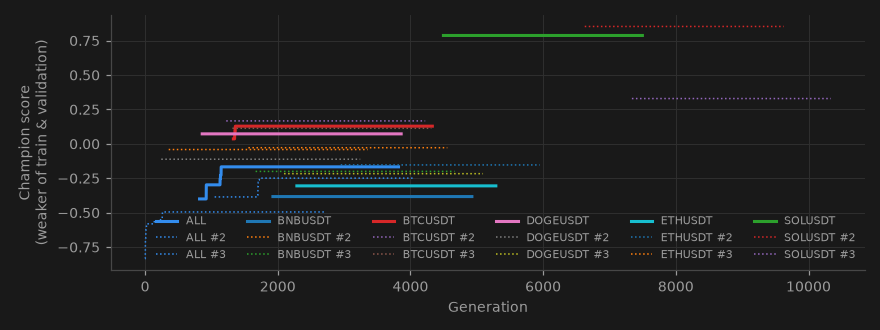 Champion score
(weaker of train & validation)
0.75
0.50
0.25
0.00
−0.25
−0.50
−0.75
ALL BNBUSDT BTCUSDT DOGEUSDT ETHUSDT SOLUSDT
ALL #2 BNBUSDT #2 BTCUSDT #2 DOGEUSDT #2 ETHUSDT #2 SOLUSDT #2
ALL #3 BNBUSDT #3 BTCUSDT #3 DOGEUSDT #3 ETHUSDT #3 SOLUSDT #3
0 2000 4000 6000 8000 10000
Generation